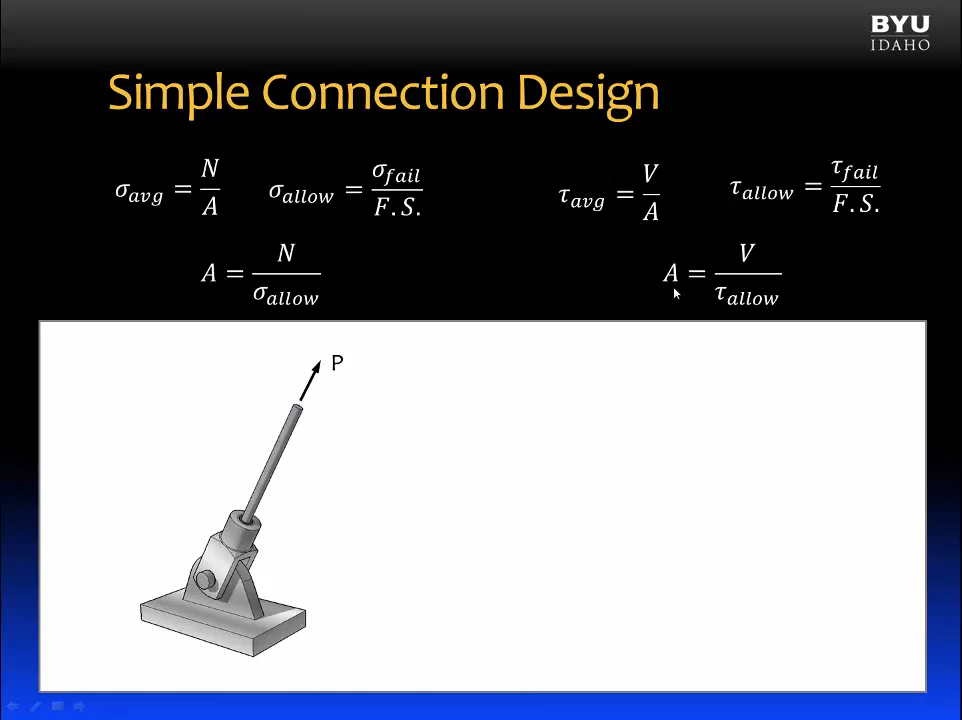 BYU
IDAHO
Simple Connection Design
σ_avg = N/A
σ_allow = σ_fail/F.S.
τ_avg = V/A
τ_allow = τ_fail/F.S.
A = N/σ_allow
A = V/τ_allow
P